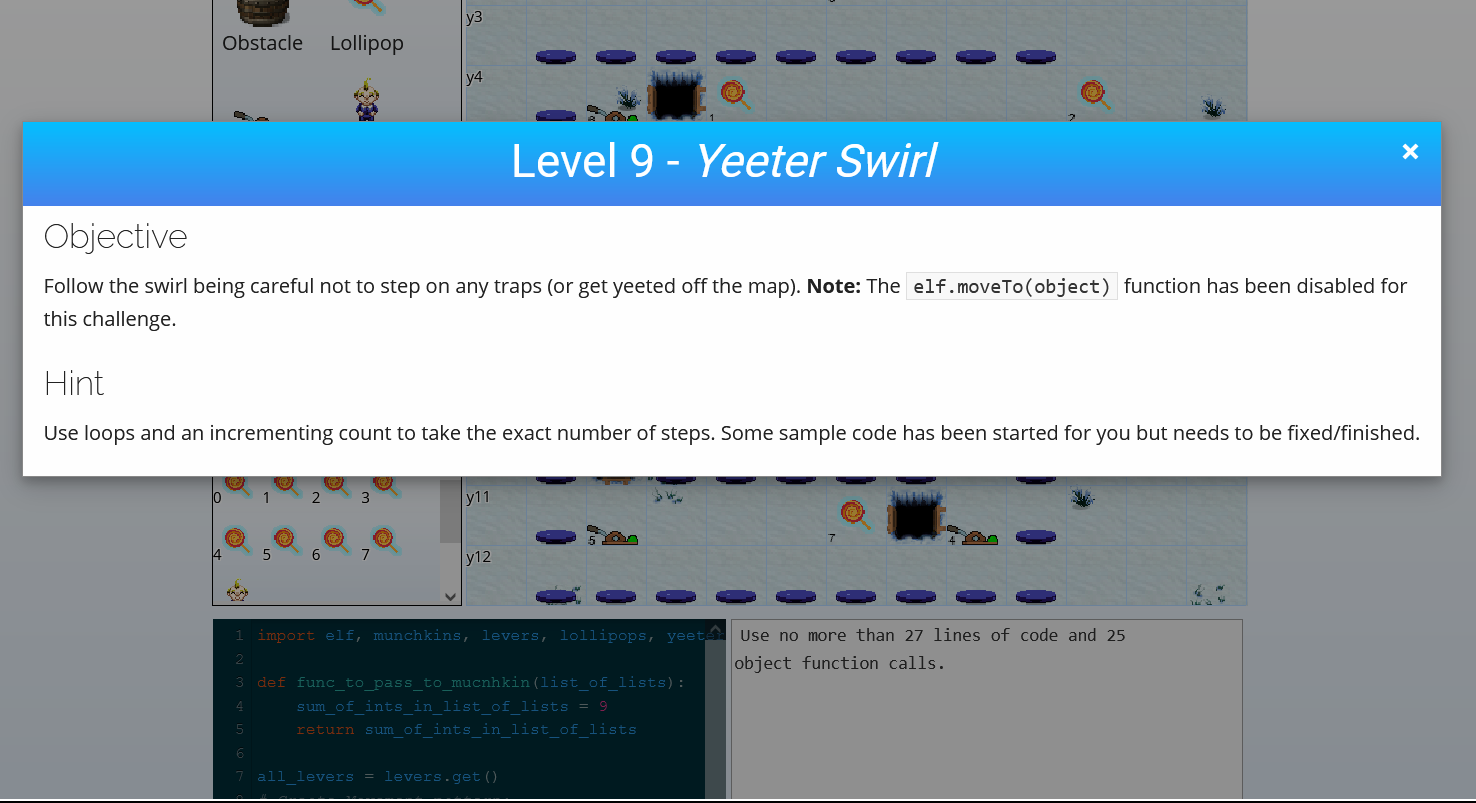 y3
Obstacle Lollipop
y4
1 2
Level 9 - Yeeter Swirl ×
Objective
Follow the swirl being careful not to step on any traps (or get yeeted off the map). Note: The elf.moveTo(object) function has been disabled for
this challenge.
Hint
Use loops and an incrementing count to take the exact number of steps. Some sample code has been started for you but needs to be fixed/finished.
0 1 2 3
y11
5 7 4
4 5 6 7
y12
1 import elf, munchkins, levers, lollipops, yeeter
2
3 def func_to_pass_to_mucnhkin(list_of_lists):
4 sum_of_ints_in_list_of_lists = 9
5 return sum_of_ints_in_list_of_lists
6
7 all_levers = levers.get()
Use no more than 27 lines of code and 25
object function calls.